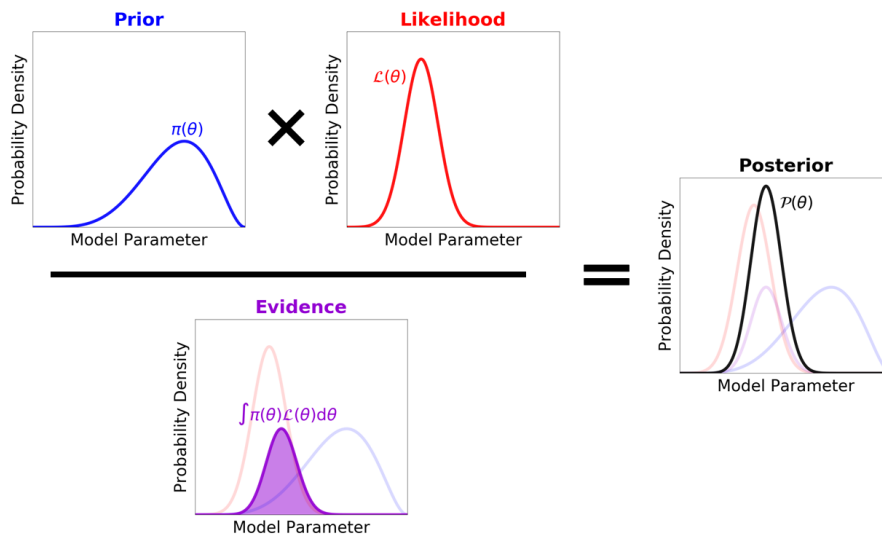 Prior
Probability Density
π(θ)
Model Parameter
×
Likelihood
Probability Density
ℒ(θ)
Model Parameter
Evidence
Probability Density
∫π(θ)ℒ(θ)dθ
Model Parameter
=
Posterior
Probability Density
𝒫(θ)
Model Parameter